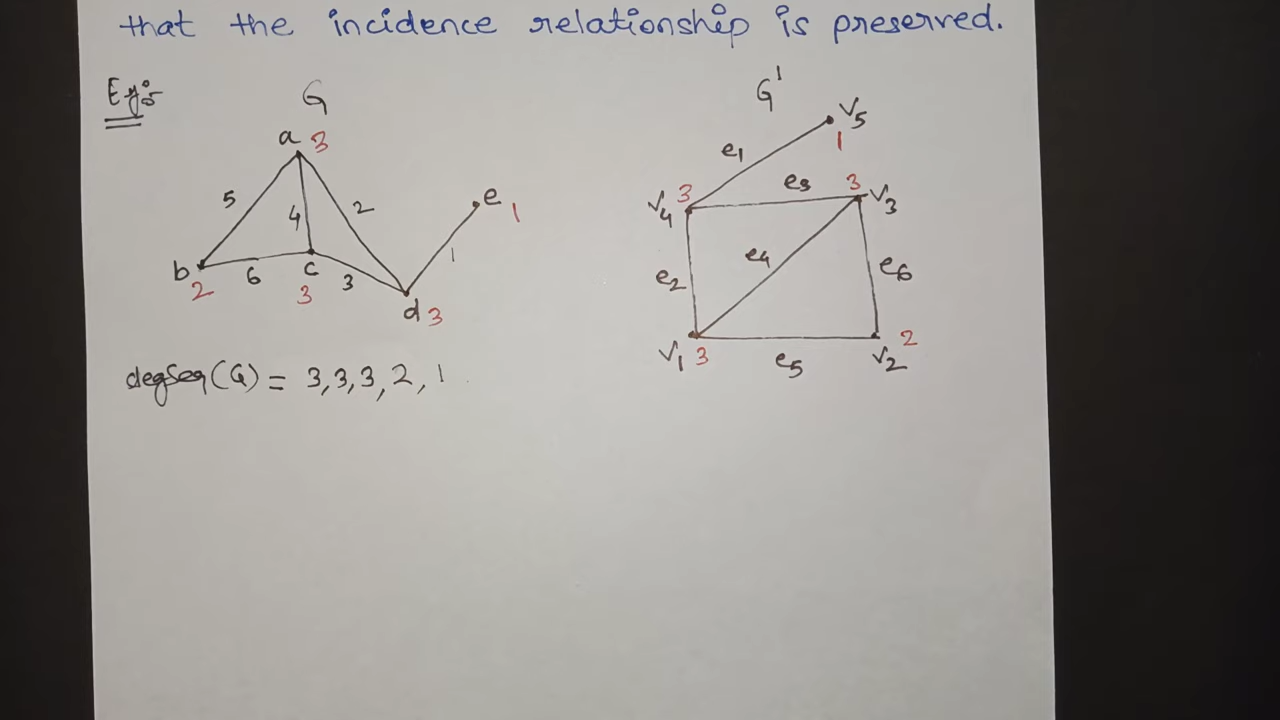 that the incidence relationship is preserved.
Eg:-
G
G'
a 3
v5
1
e1
5
4
2
e 1
v4 3
e3
3 v3
b
2
6
c
3
3
1
d 3
e2
e4
e6
v1 3
e5
v2 2
degSeq(G) = 3,3,3,2,1